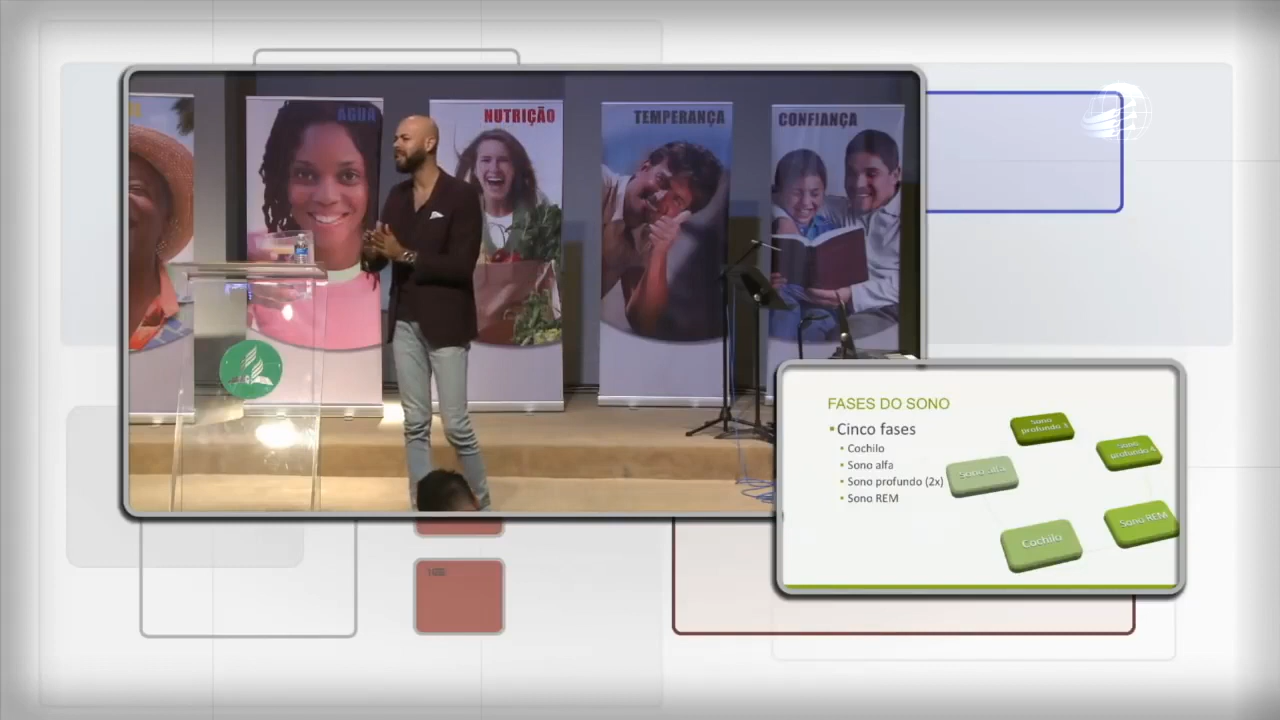 ÁGUA
NUTRIÇÃO
TEMPERANÇA
CONFIANÇA
FASES DO SONO
Cinco fases
Cochilo
Sono alfa
Sono profundo (2x)
Sono REM
Sono
profundo 3
Sono
profundo 4
Sono alfa
Sono REM
Cochilo